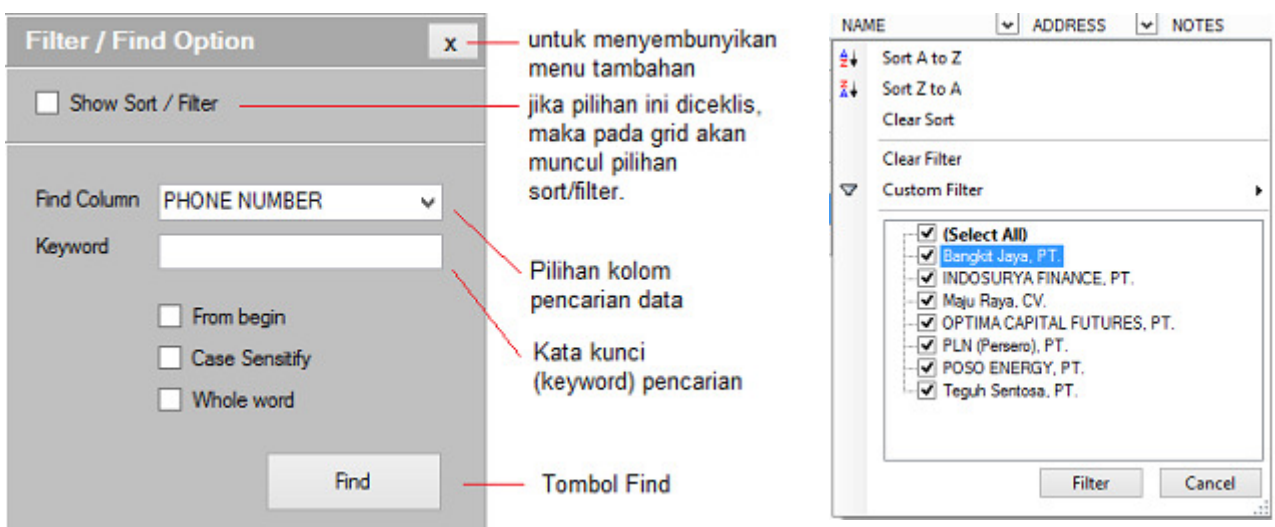 Filter / Find Option
x
untuk menyembunyikan
menu tambahan
Show Sort / Filter
jika pilihan ini diceklis,
maka pada grid akan
muncul pilihan
sort/filter.
Find Column
PHONE NUMBER
Keyword
Pilihan kolom
pencarian data
From begin
Case Sensitify
Whole word
Kata kunci
(keyword) pencarian
Find
Tombol Find
NAME
ADDRESS
NOTES
Sort A to Z
Sort Z to A
Clear Sort
Clear Filter
Custom Filter
(Select All)
Bangkit Jaya, PT.
INDOSURYA FINANCE, PT.
Maju Raya, CV.
OPTIMA CAPITAL FUTURES, PT.
PLN (Persero), PT.
POSO ENERGY, PT.
Teguh Sentosa, PT.
Filter
Cancel